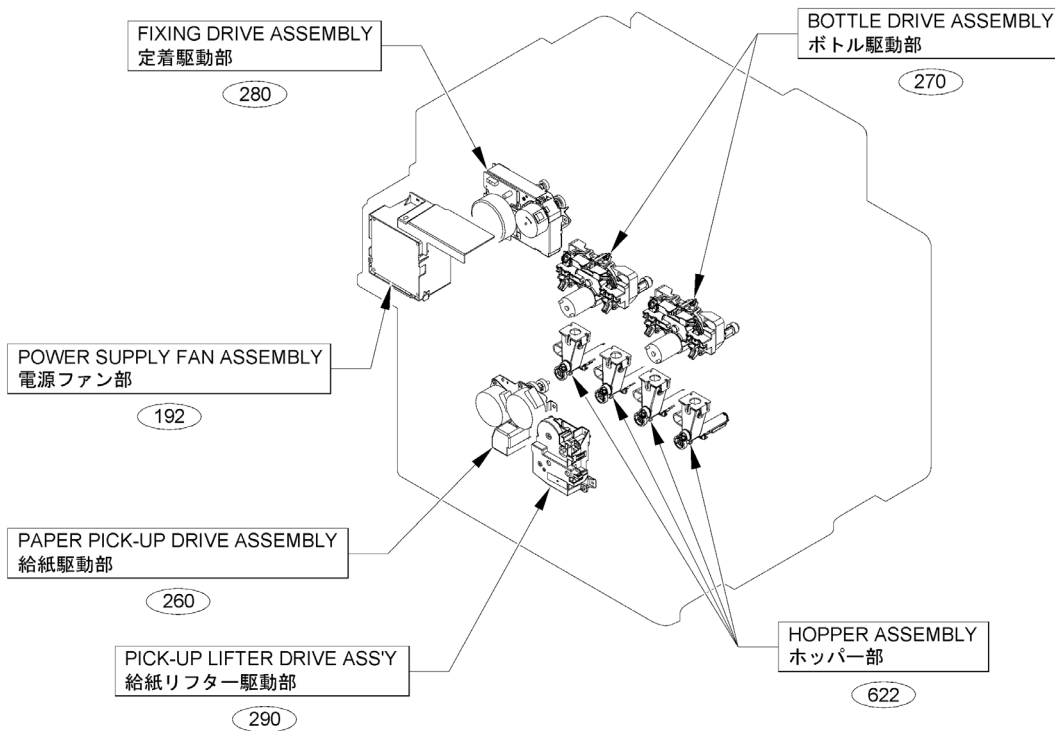 FIXING DRIVE ASSEMBLY
定着駆動部
280
BOTTLE DRIVE ASSEMBLY
ボトル駆動部
270
POWER SUPPLY FAN ASSEMBLY
電源ファン部
192
PAPER PICK-UP DRIVE ASSEMBLY
給紙駆動部
260
PICK-UP LIFTER DRIVE ASS'Y
給紙リフター駆動部
290
HOPPER ASSEMBLY
ホッパー部
622